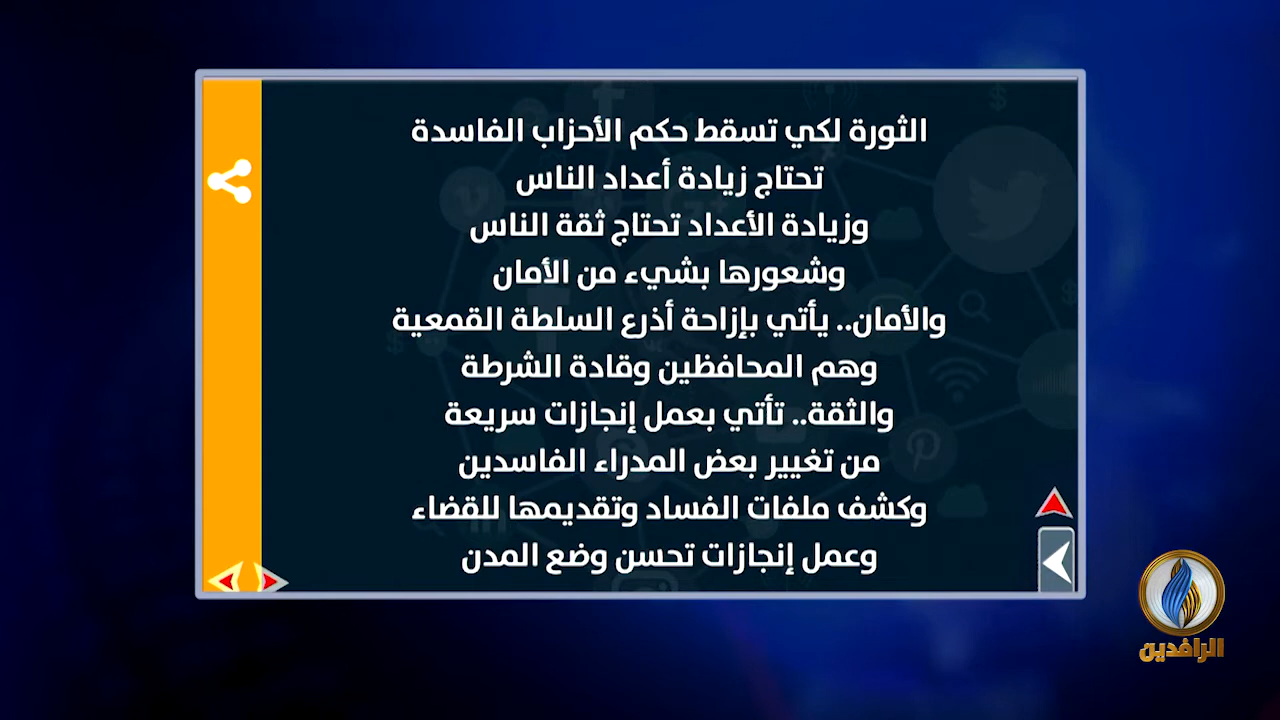 الثورة لكي تسقط حكم الأحزاب الفاسدة
تحتاج زيادة أعداد الناس
وزيادة الأعداد تحتاج ثقة الناس
وشعورها بشيء من الأمان
والأمان.. يأتي بإزاحة أذرع السلطة القمعية
وهم المحافظين وقادة الشرطة
والثقة.. تأتي بعمل إنجازات سريعة
من تغيير بعض المدراء الفاسدين
وكشف ملفات الفساد وتقديمها للقضاء
وعمل إنجازات تحسن وضع المدن
الرافدين